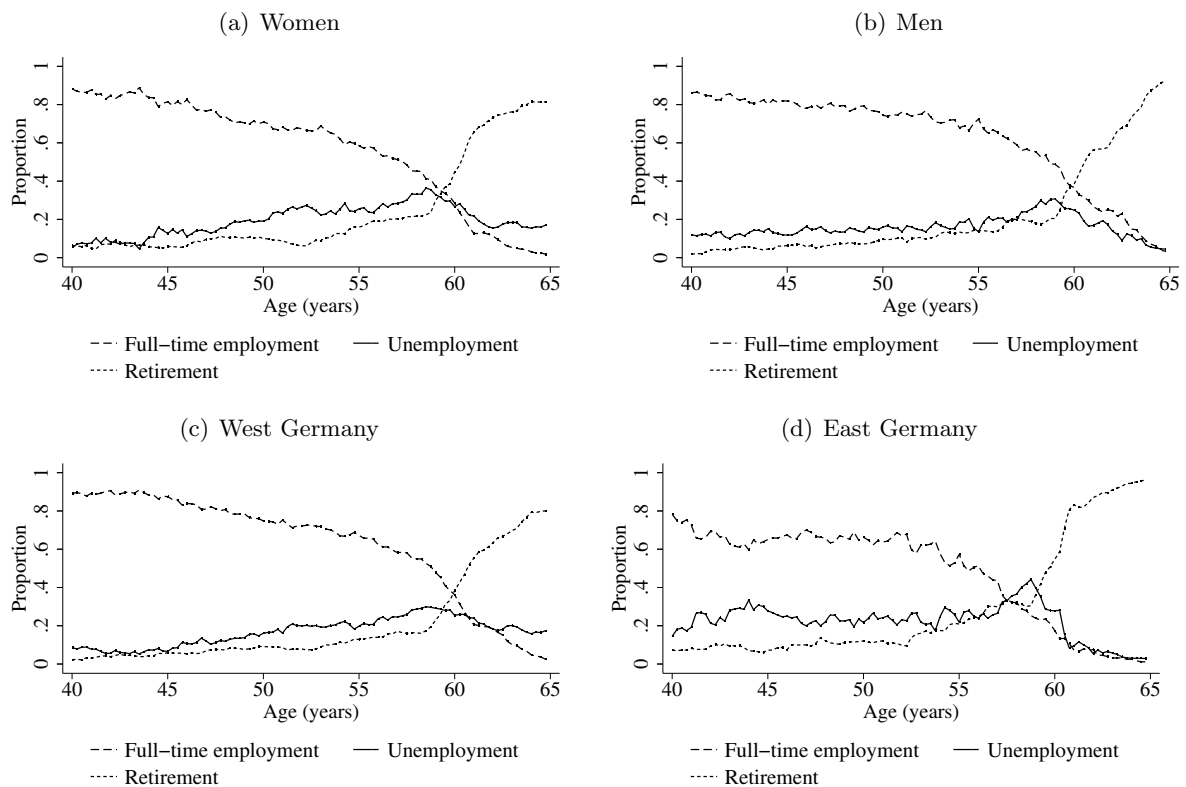 (a) Women
(b) Men
Proportion
0 .2 .4 .6 .8 1
40 45 50 55 60 65
Age (years)
Full−time employment Unemployment
Retirement
Proportion
0 .2 .4 .6 .8 1
40 45 50 55 60 65
Age (years)
Full−time employment Unemployment
Retirement
(c) West Germany
(d) East Germany
Proportion
0 .2 .4 .6 .8 1
40 45 50 55 60 65
Age (years)
Full−time employment Unemployment
Retirement
Proportion
0 .2 .4 .6 .8 1
40 45 50 55 60 65
Age (years)
Full−time employment Unemployment
Retirement